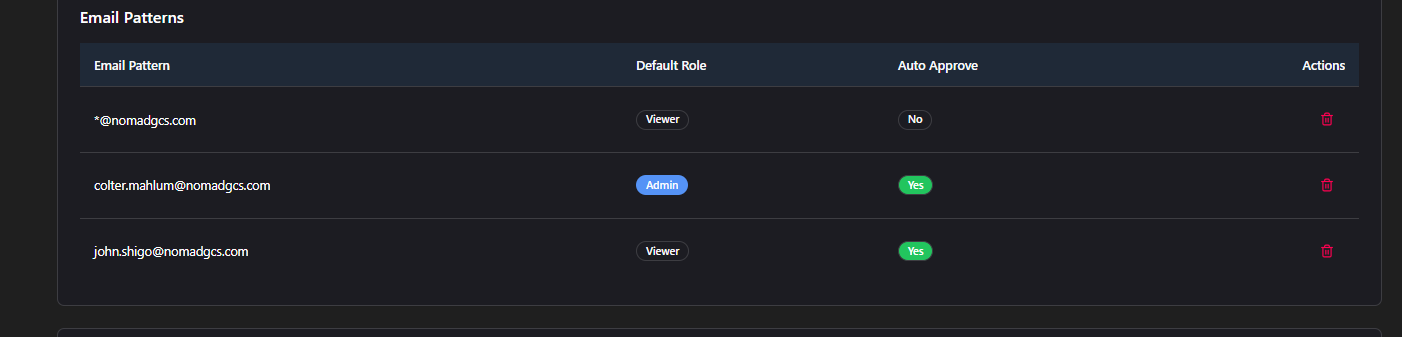 Email Patterns
Email Pattern Default Role Auto Approve Actions
*@nomadgcs.com Viewer No
colter.mahlum@nomadgcs.com Admin Yes
john.shigo@nomadgcs.com Viewer Yes